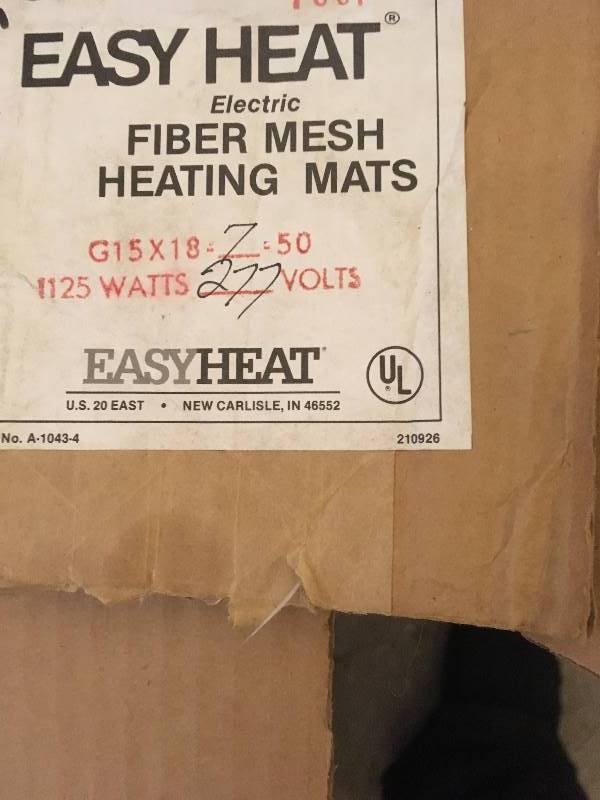 EASY HEAT®
Electric
FIBER MESH
HEATING MATS
G15X18-7-50
1125 WATTS 277 VOLTS
EASYHEAT
UL®
U.S. 20 EAST • NEW CARLISLE, IN 46552
No. A-1043-4 210926